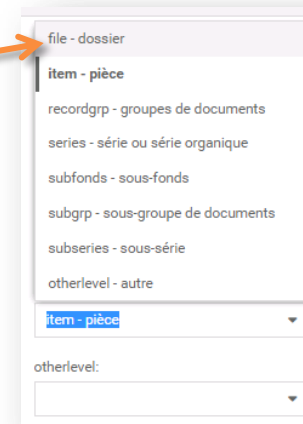 file - dossier
item - pièce
recordgrp - groupes de documents
series - série ou série organique
subfonds - sous-fonds
subgrp - sous-groupe de documents
subseries - sous-série
otherlevel - autre
item - pièce
otherlevel: